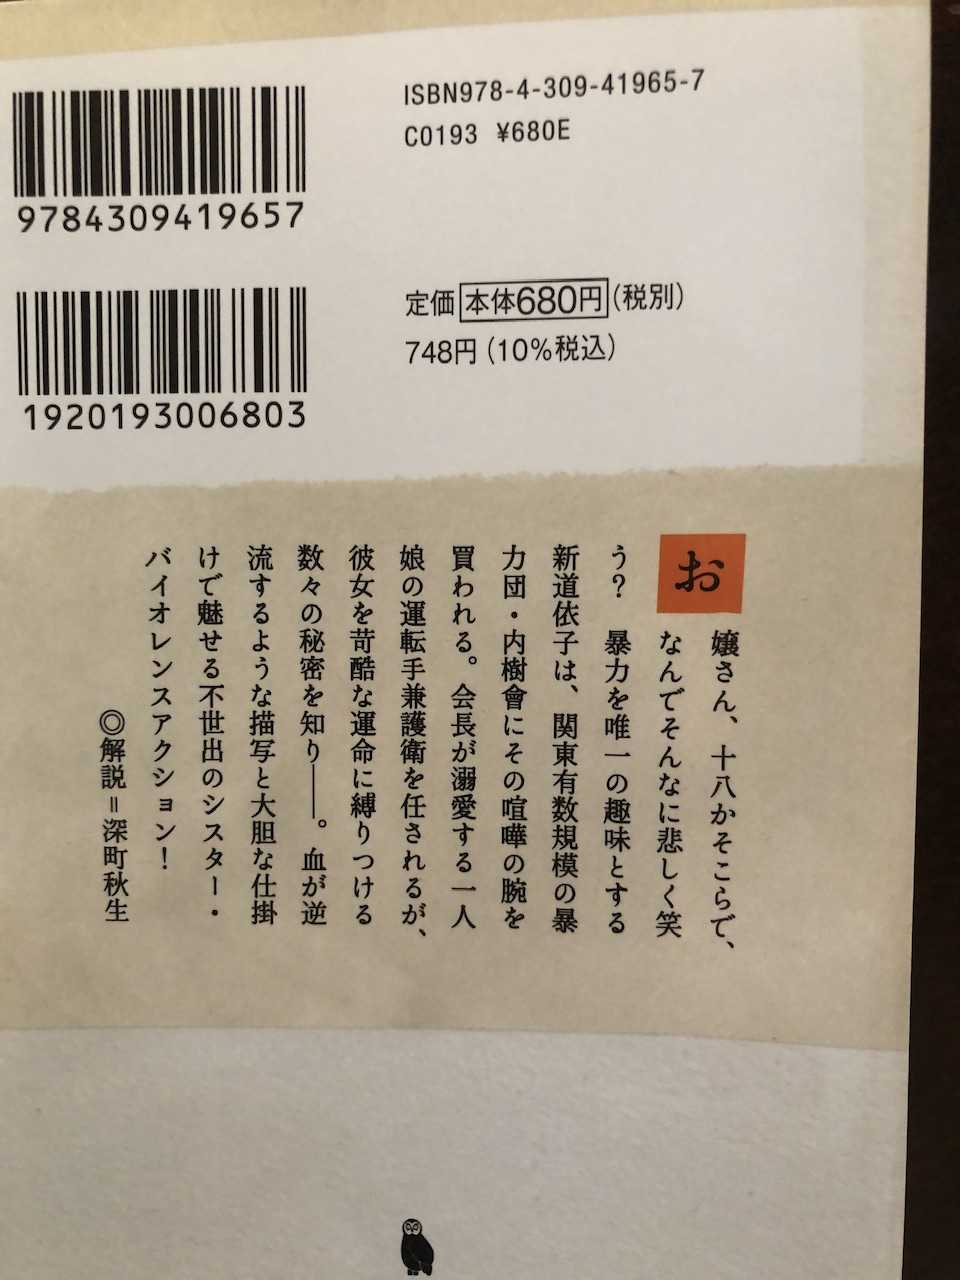 ISBN978-4-309-41965-7
C0193 ¥680E
9784309419657
定価 本体680円 (税別)
748円 (10%税込)
1920193006803
お嬢さん、十八かそこらで、
なんでそんなに悲しく笑
う? 暴力を唯一の趣味とする
新道依子は、関東有数規模の暴
力団・内樹會にその喧嘩の腕を
買われる。会長が溺愛する一人
娘の運転手兼護衛を任されるが、
彼女を苛酷な運命に縛りつける
数々の秘密を知り――。血が逆
流するような描写と大胆な仕掛
けで魅せる不世出のシスター・
バイオレンスアクション!
◎解説=深町秋生